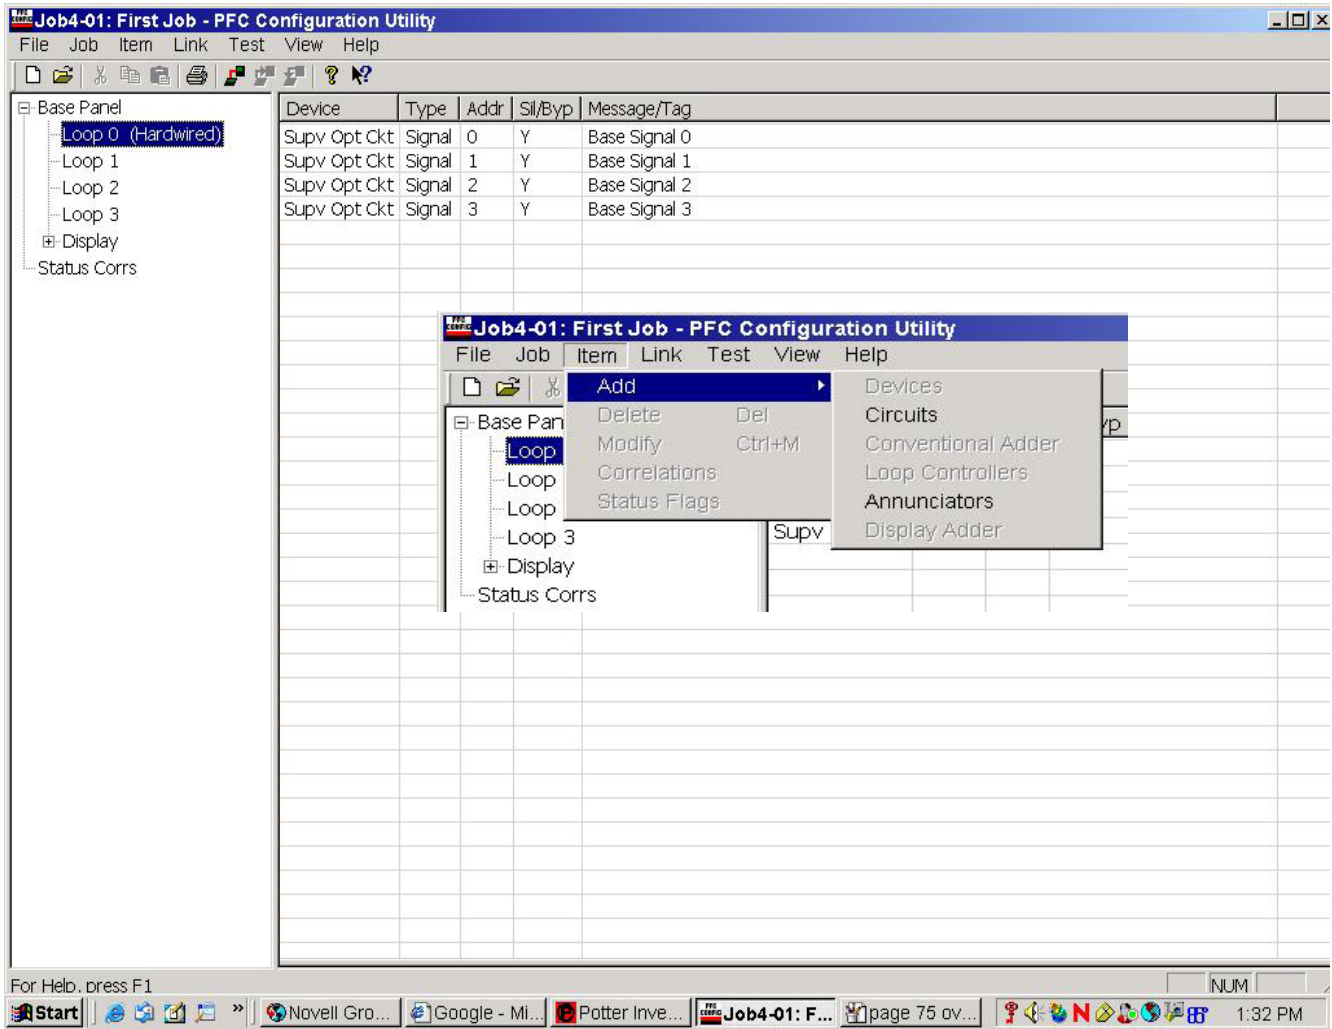 Job4-01: First Job - PFC Configuration Utility
File Job Item Link Test View Help
Base Panel
Loop 0 (Hardwired)
Loop 1
Loop 2
Loop 3
Display
Status Corrs
Device Type Addr Sil/Byp Message/Tag
Supv Opt Ckt Signal 0 Y Base Signal 0
Supv Opt Ckt Signal 1 Y Base Signal 1
Supv Opt Ckt Signal 2 Y Base Signal 2
Supv Opt Ckt Signal 3 Y Base Signal 3
Job4-01: First Job - PFC Configuration Utility
File Job Item Link Test View Help
Add
Delete Del
Modify Ctrl+M
Correlations
Status Flags
Devices
Circuits
Conventional Adder
Loop Controllers
Annunciators
Display Adder
Base Pan
Loop
Loop
Loop
Loop 3
Display
Status Corrs
yp
Supv
For Help, press F1
NUM
Start
Novell Gro...
Google - Mi...
Potter Inve...
Job4-01: F...
page 75 ov...
1:32 PM